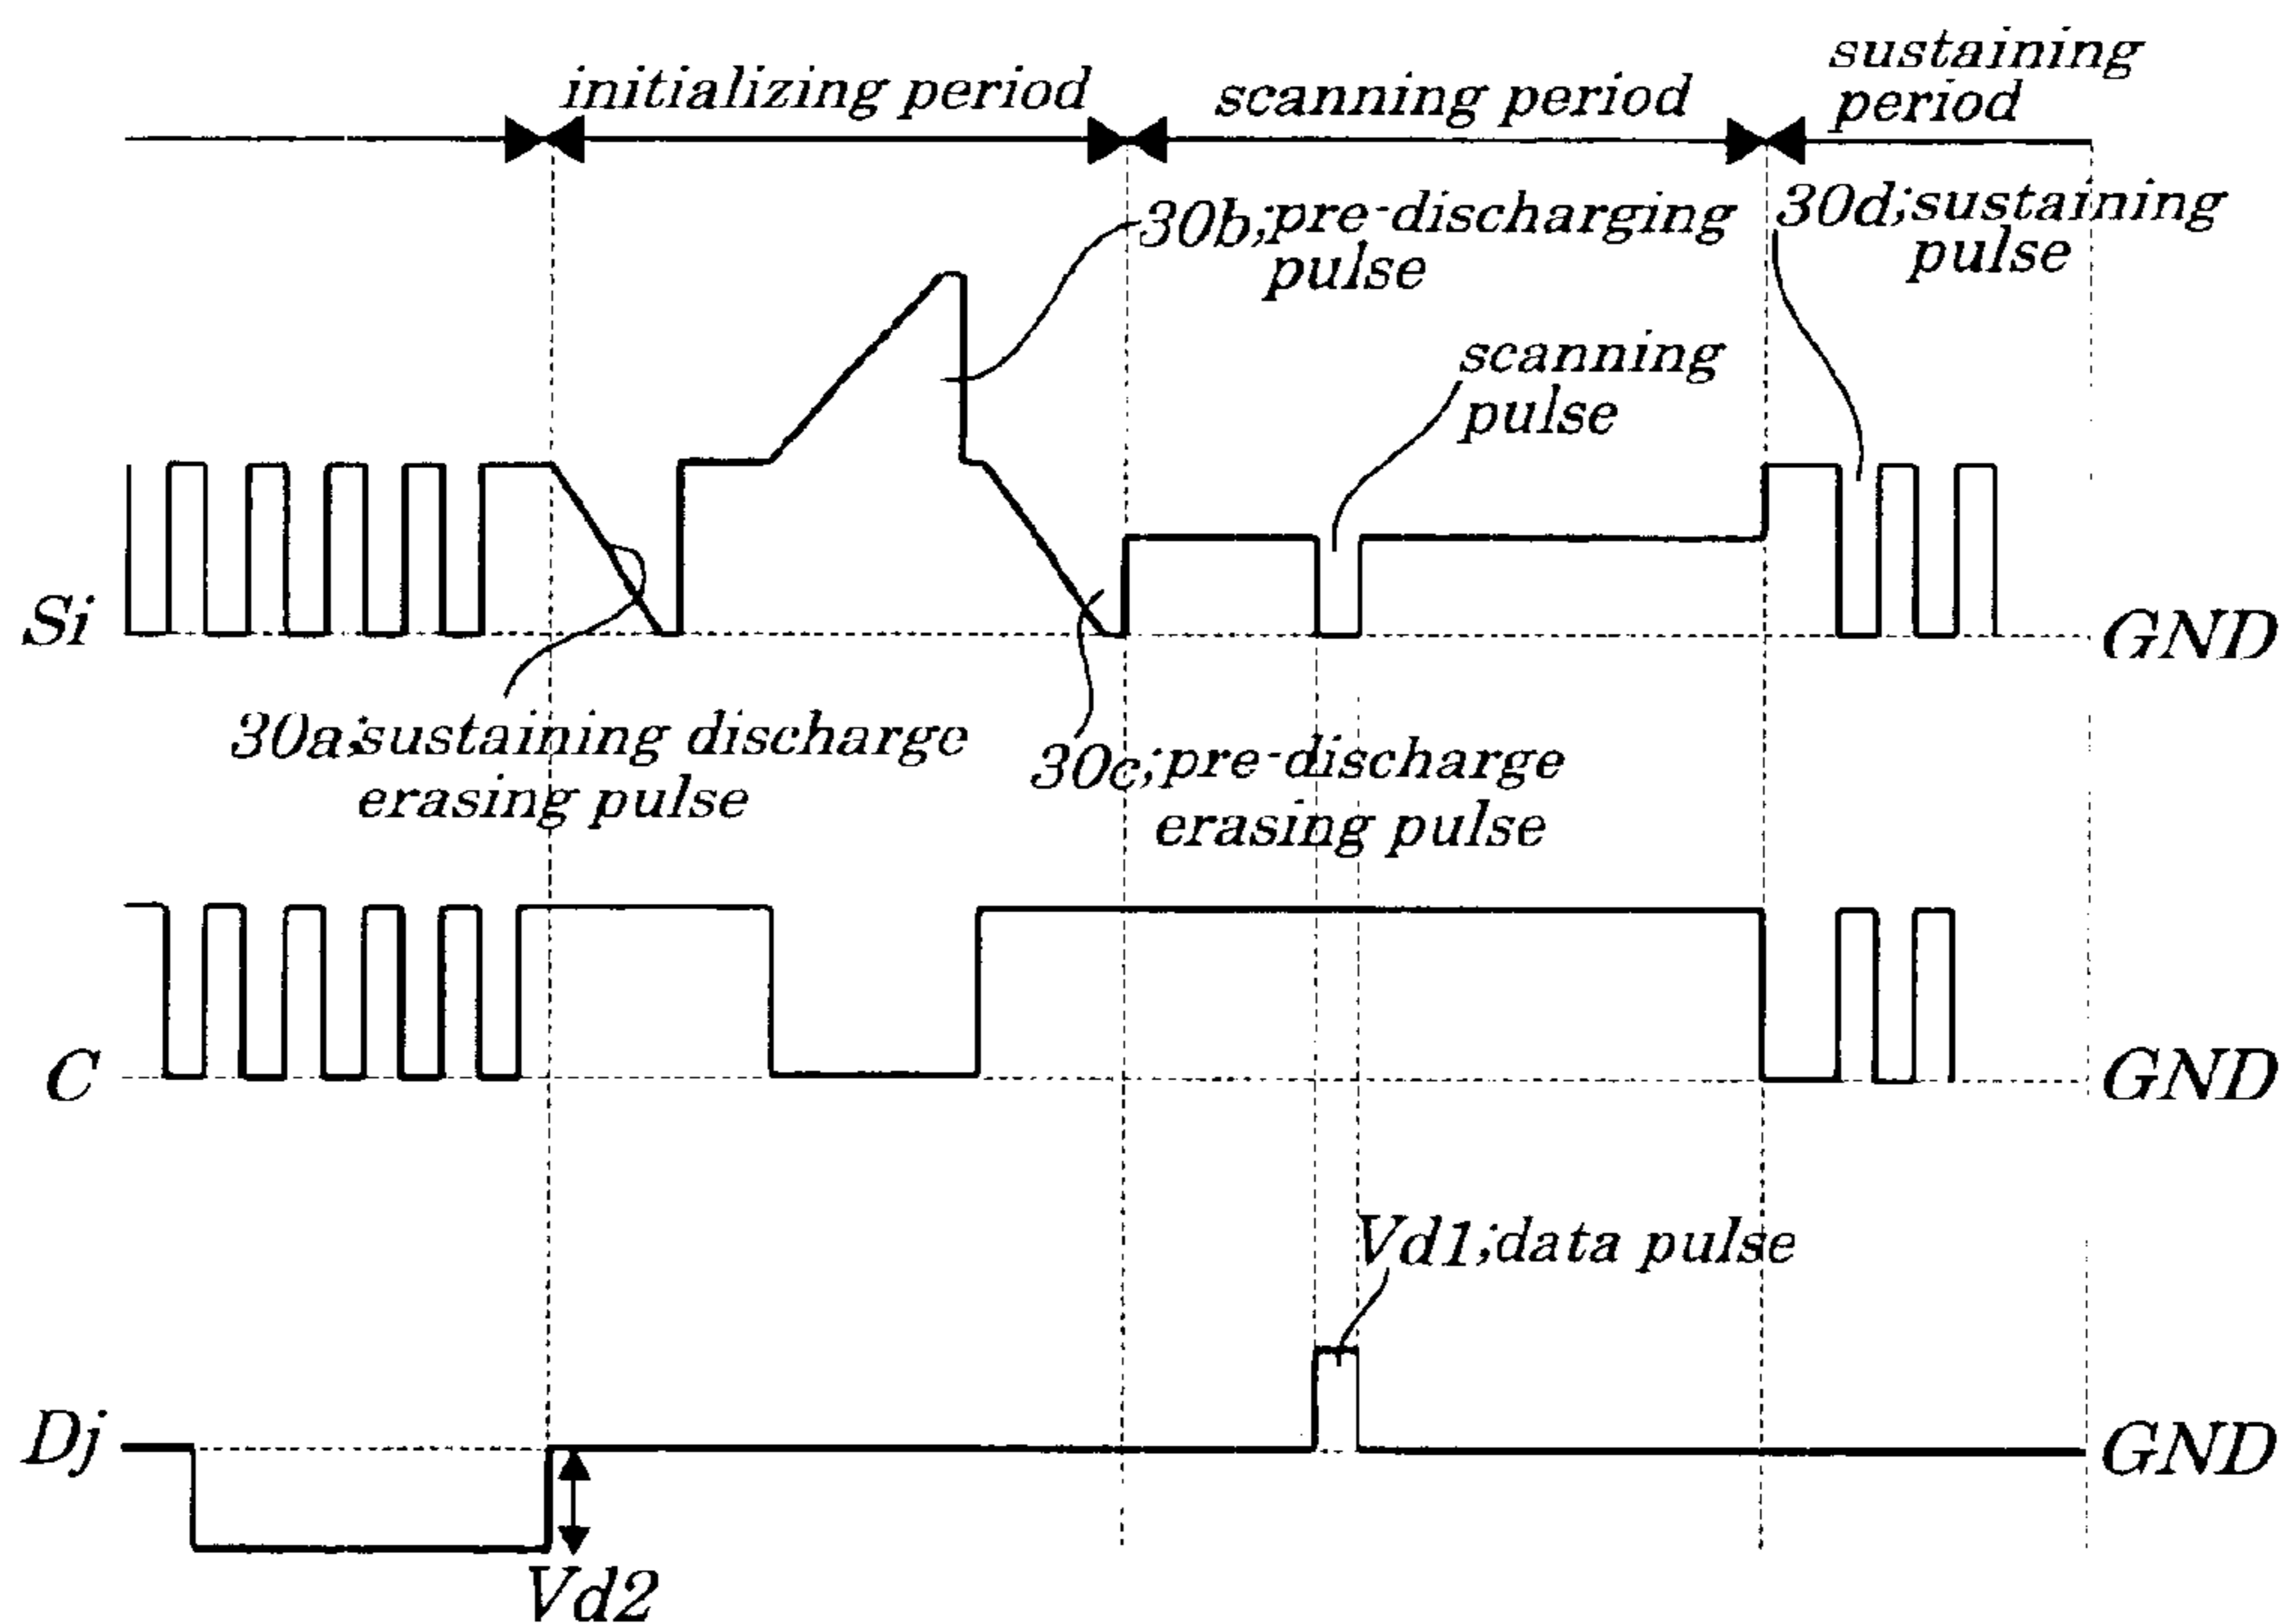 initializing period
scanning period
sustaining
period
30b;pre-discharging
pulse
30d;sustaining
pulse
scanning
pulse
Si
GND
30a;sustaining discharge
erasing pulse
30c;pre-discharge
erasing pulse
C
GND
Vd1;data pulse
Dj
GND
Vd2